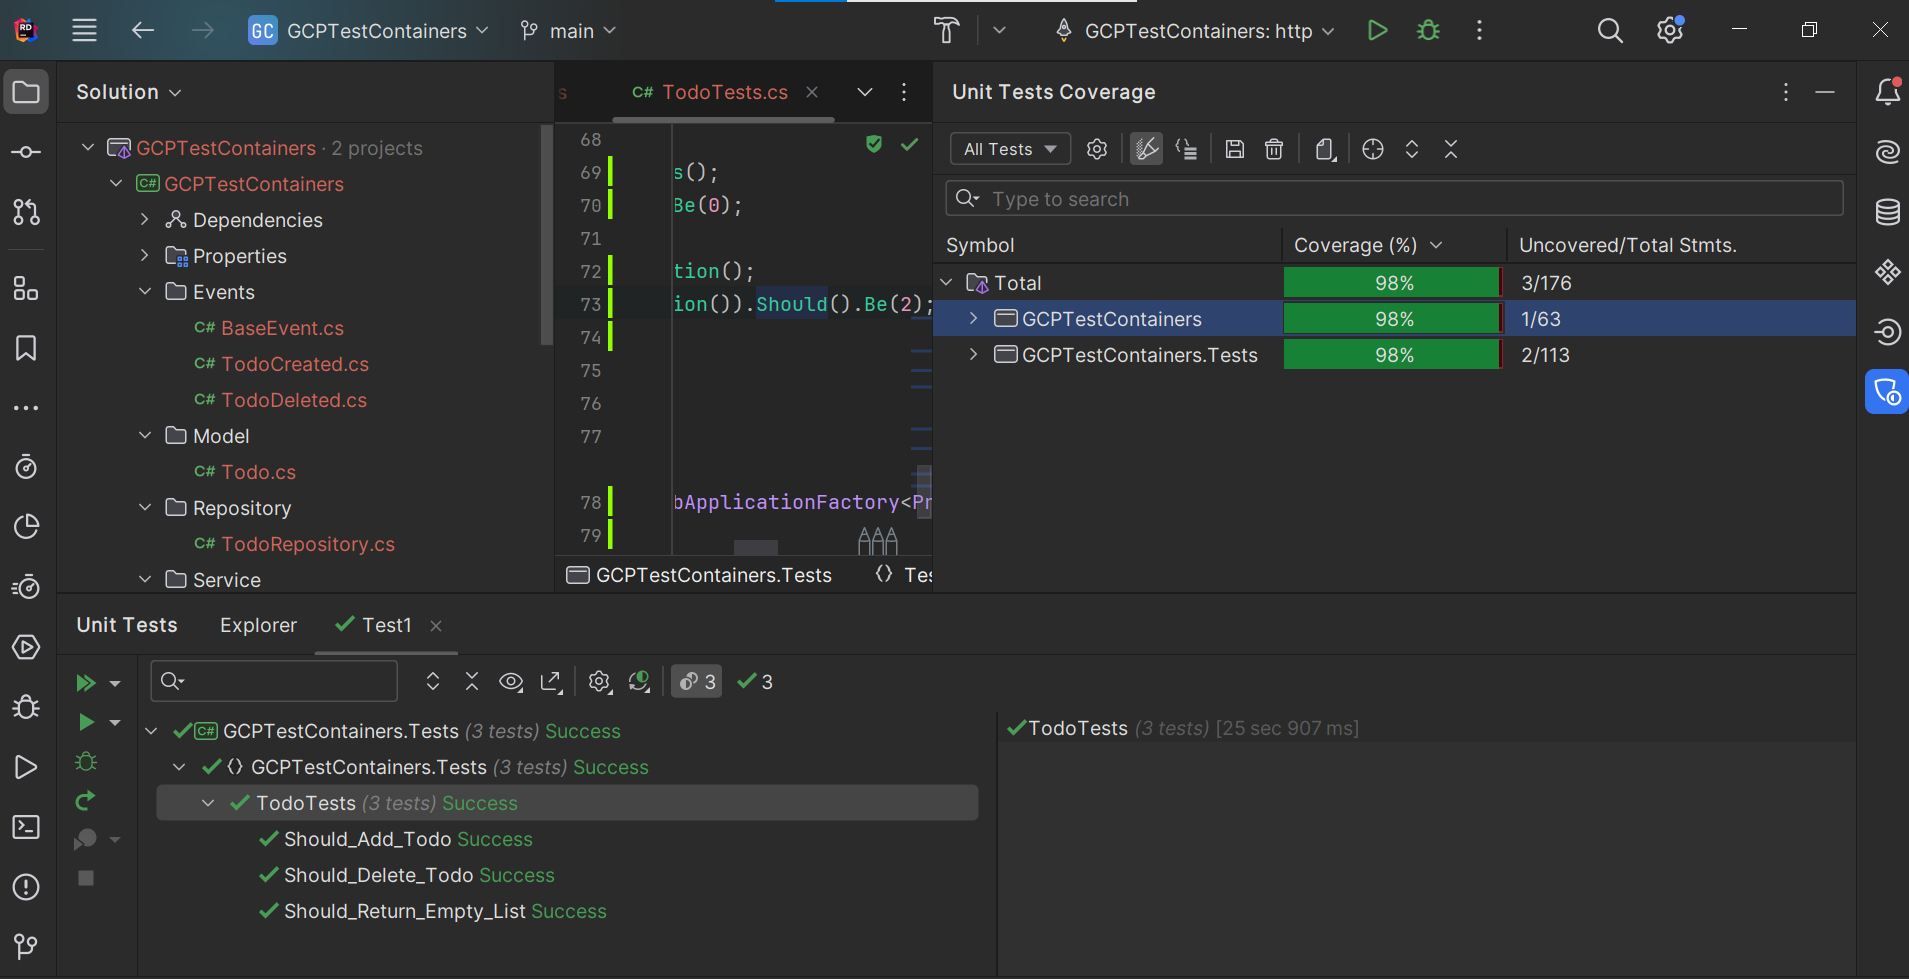 GC GCPTestContainers main GCPTestContainers: http
Solution
GCPTestContainers · 2 projects
C# GCPTestContainers
Dependencies
Properties
Events
C# BaseEvent.cs
C# TodoCreated.cs
C# TodoDeleted.cs
Model
C# Todo.cs
Repository
C# TodoRepository.cs
Service
s C# TodoTests.cs
68
69 s();
70 Be(0);
71
72 tion();
73 ion()).Should().Be(2);
74
75
76
77
78 bApplicationFactory<Pr
79
GCPTestContainers.Tests {} Tes
Unit Tests Coverage
All Tests
Type to search
Symbol Coverage (%) Uncovered/Total Stmts.
Total 98% 3/176
GCPTestContainers 98% 1/63
GCPTestContainers.Tests 98% 2/113
Unit Tests Explorer Test1
3 3
C# GCPTestContainers.Tests (3 tests) Success
{} GCPTestContainers.Tests (3 tests) Success
TodoTests (3 tests) Success
Should_Add_Todo Success
Should_Delete_Todo Success
Should_Return_Empty_List Success
TodoTests (3 tests) [25 sec 907 ms]